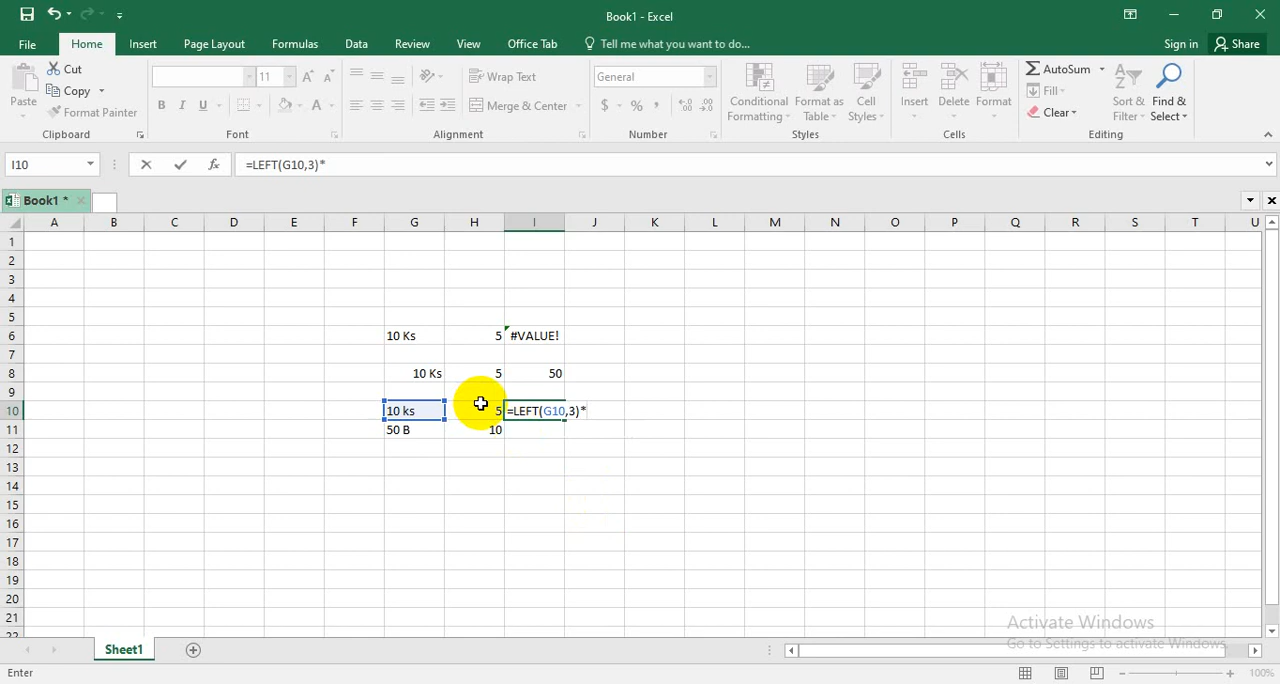 Book1 - Excel
File Home Insert Page Layout Formulas Data Review View Office Tab Tell me what you want to do... Sign in Share
Paste Cut Copy Format Painter Clipboard
11 Font
Wrap Text Merge & Center Alignment
General $ % , Number
Conditional Formatting Format as Table Cell Styles Styles
Insert Delete Format Cells
AutoSum Fill Clear Sort & Filter Find & Select Editing
I10 fx =LEFT(G10,3)*
Book1 *
A B C D E F G H I J K L M N O P Q R S T U
1
2
3
4
5
6 10 Ks 5 #VALUE!
7
8 10 Ks 5 50
9
10 10 ks 5 =LEFT(G10,3)*
11 50 B 10
12
13
14
15
16
17
18
19
20
21
22
Activate Windows
Go to Settings to activate Windows.
Sheet1
Enter 100%